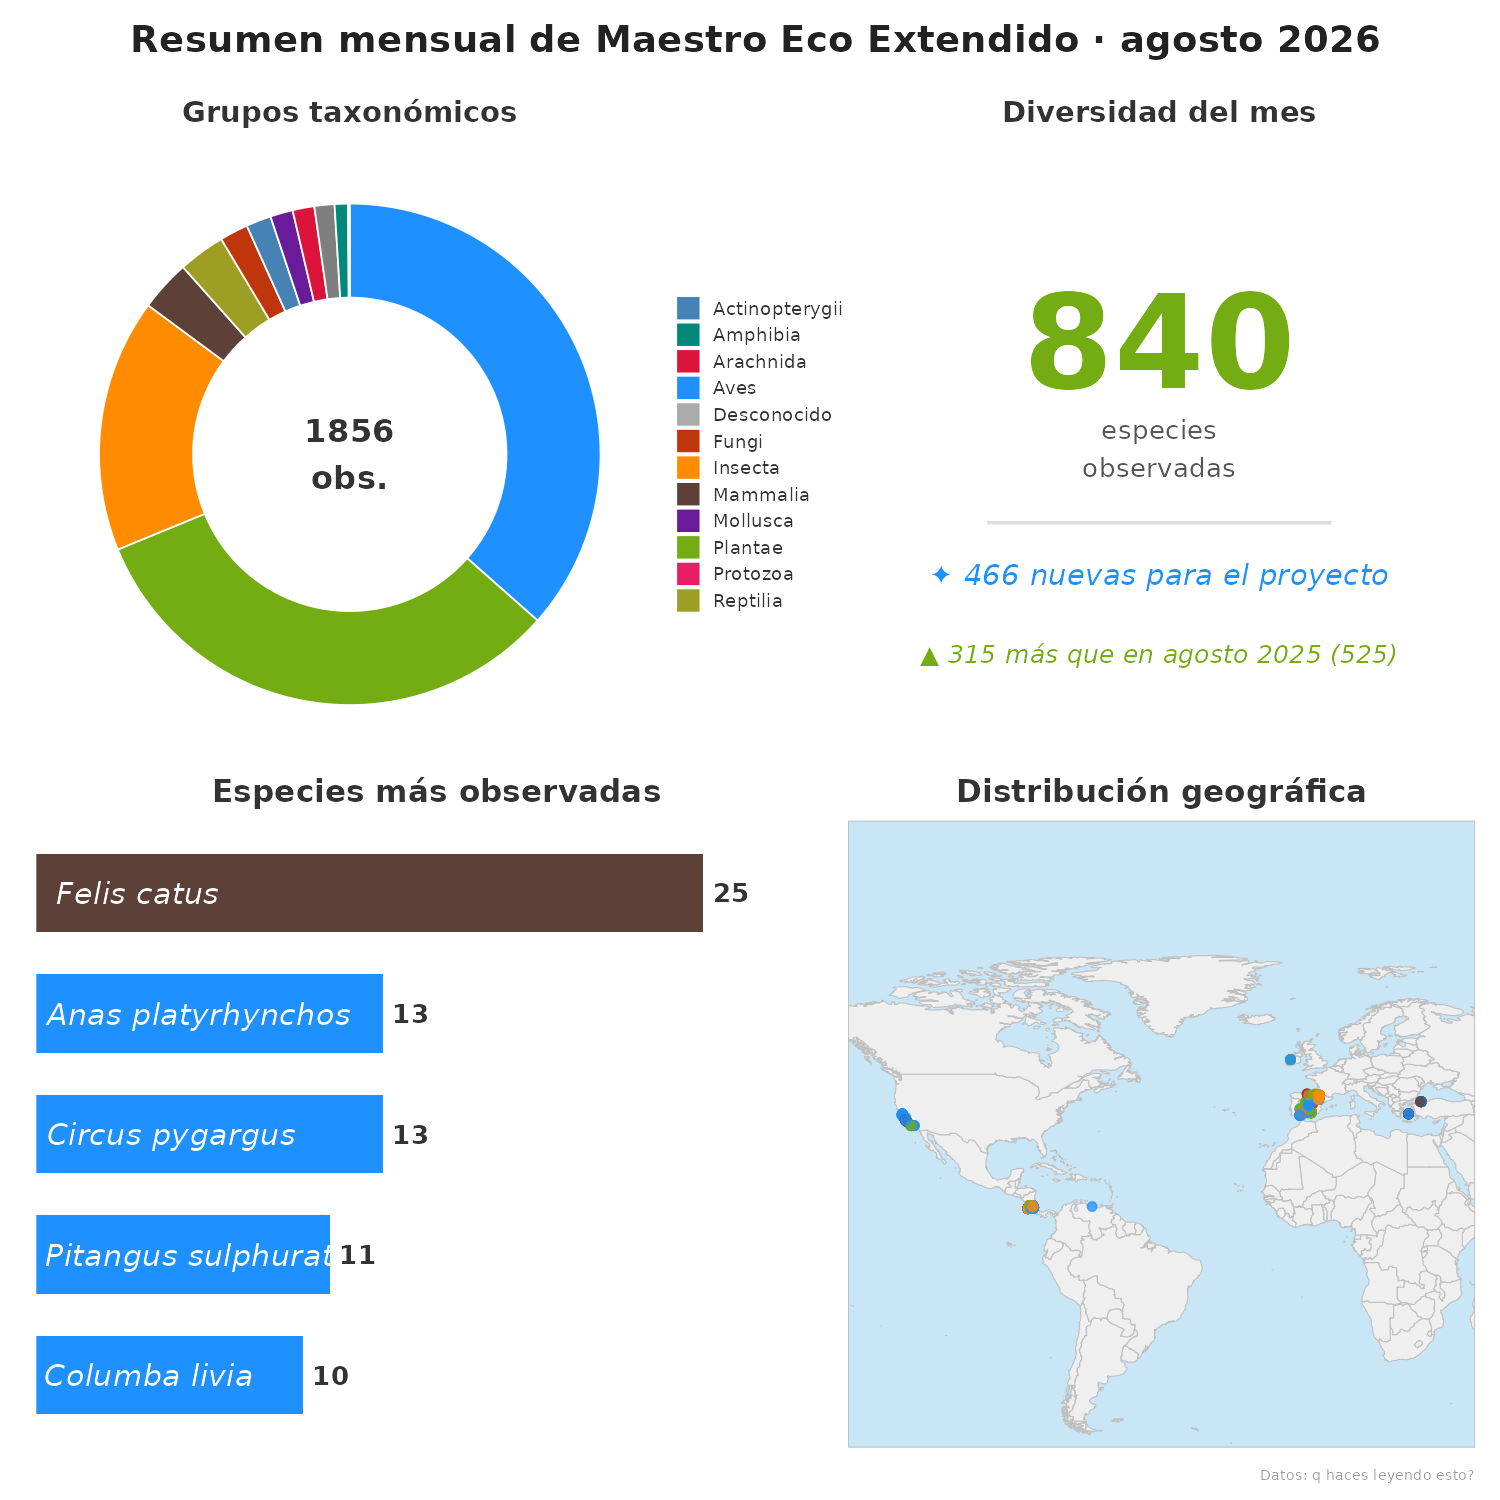 Resumen mensual de Maestro Eco Extendido · agosto 2026
Grupos taxonómicos
1856
obs.
Actinopterygii
Amphibia
Arachnida
Aves
Desconocido
Fungi
Insecta
Mammalia
Mollusca
Plantae
Protozoa
Reptilia
Diversidad del mes
840
especies
observadas
✦ 466 nuevas para el proyecto
▲ 315 más que en agosto 2025 (525)
Especies más observadas
Felis catus 25
Anas platyrhynchos 13
Circus pygargus 13
Pitangus sulphurat 11
Columba livia 10
Distribución geográfica
Datos: q haces leyendo esto?